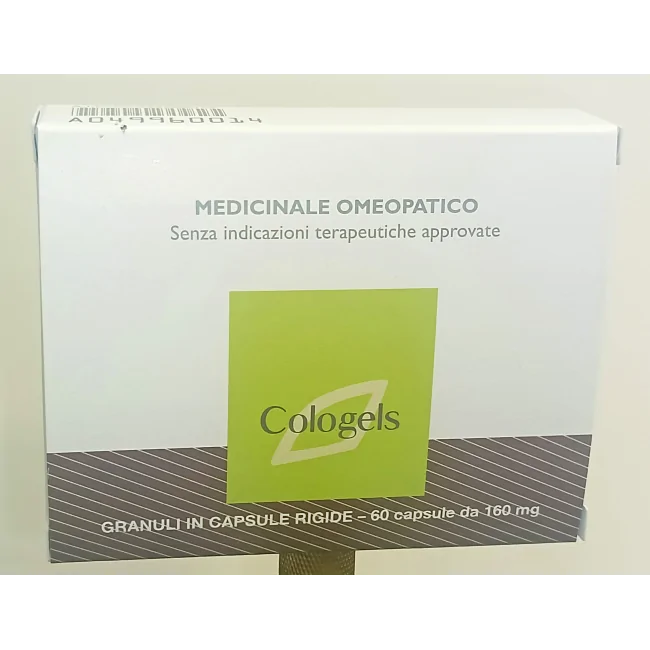 A049960014
MEDICINALE OMEOPATICO
Senza indicazioni terapeutiche approvate
Cologels
GRANULI IN CAPSULE RIGIDE – 60 capsule da 160 mg